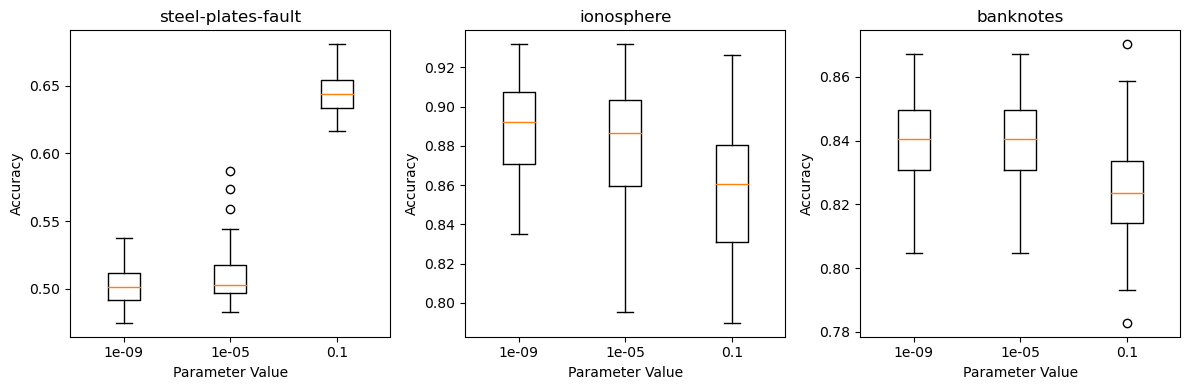 steel-plates-fault
Accuracy
0.65
0.60
0.55
0.50
1e-09 1e-05 0.1
Parameter Value
ionosphere
Accuracy
0.92
0.90
0.88
0.86
0.84
0.82
0.80
1e-09 1e-05 0.1
Parameter Value
banknotes
Accuracy
0.86
0.84
0.82
0.80
0.78
1e-09 1e-05 0.1
Parameter Value